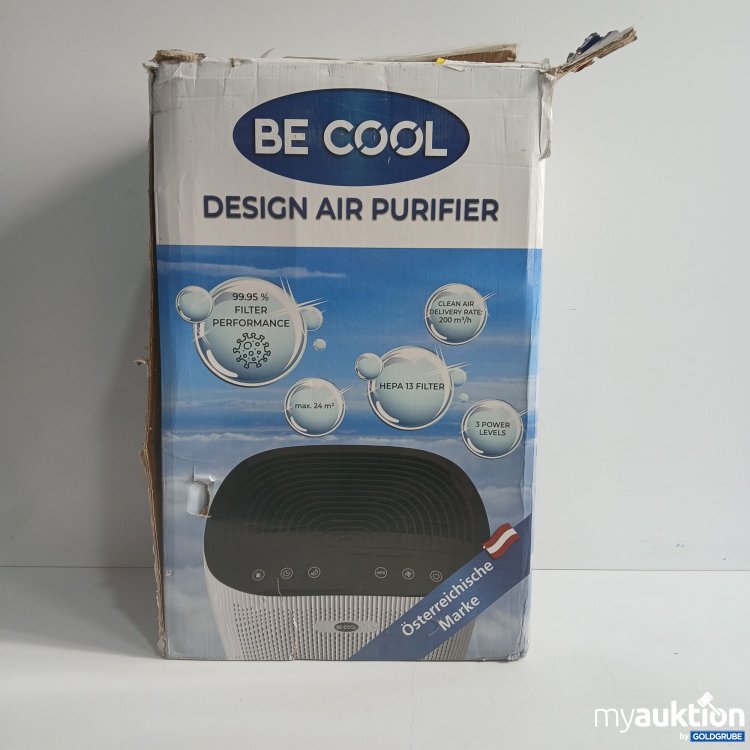 BE COOL
DESIGN AIR PURIFIER
99.95 %
FILTER
PERFORMANCE
CLEAN AIR
DELIVERY RATE:
200 m³/h
HEPA 13 FILTER
max. 24 m²
3 POWER
LEVELS
BE COOL
Österreichische
Marke
myauktion
by GOLDGRUBE